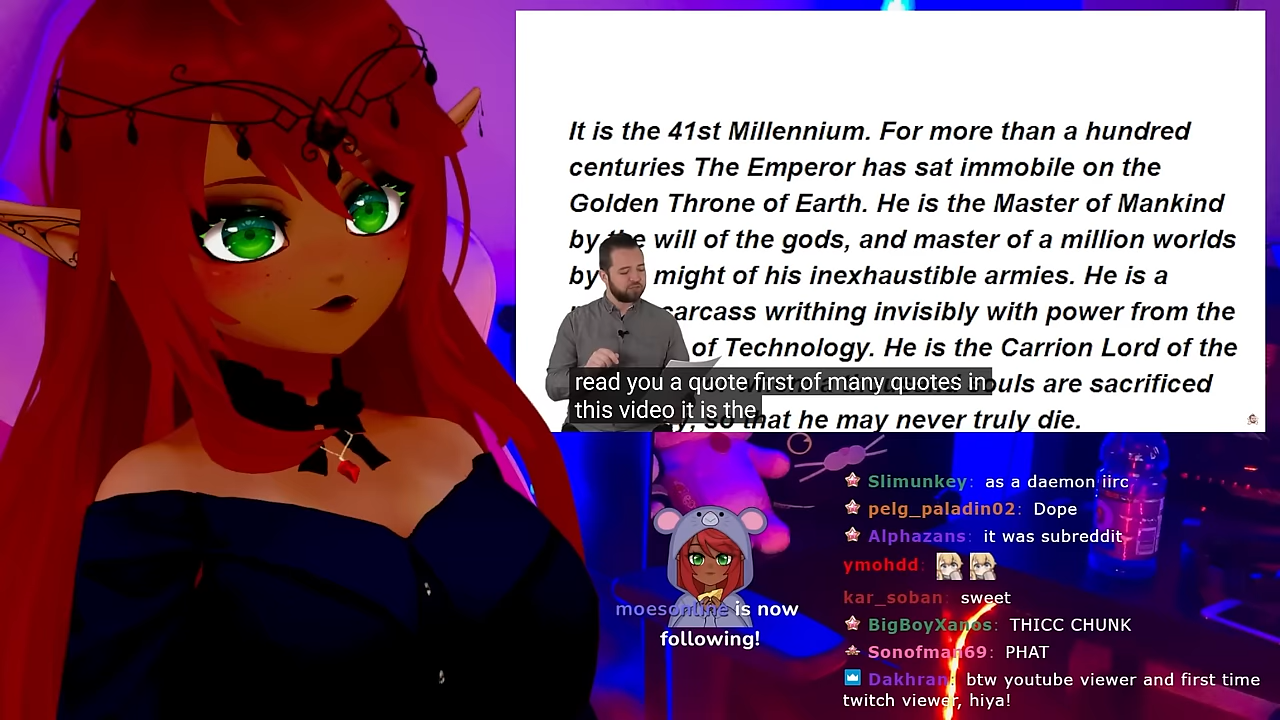 It is the 41st Millennium. For more than a hundred
centuries The Emperor has sat immobile on the
Golden Throne of Earth. He is the Master of Mankind
by the will of the gods, and master of a million worlds
by might of his inexhaustible armies. He is a
carcass writhing invisibly with power from the
of Technology. He is the Carrion Lord of the
souls are sacrificed
so that he may never truly die.
read you a quote first of many quotes in
this video it is the
Slimunkey: as a daemon iirc
pelg_paladin02: Dope
Alphazans: it was subreddit
ymohdd:
kar_soban: sweet
BigBoyXanos: THICC CHUNK
Sonofman69: PHAT
Dakhran: btw youtube viewer and first time
twitch viewer, hiya!
moesonline is now
following!